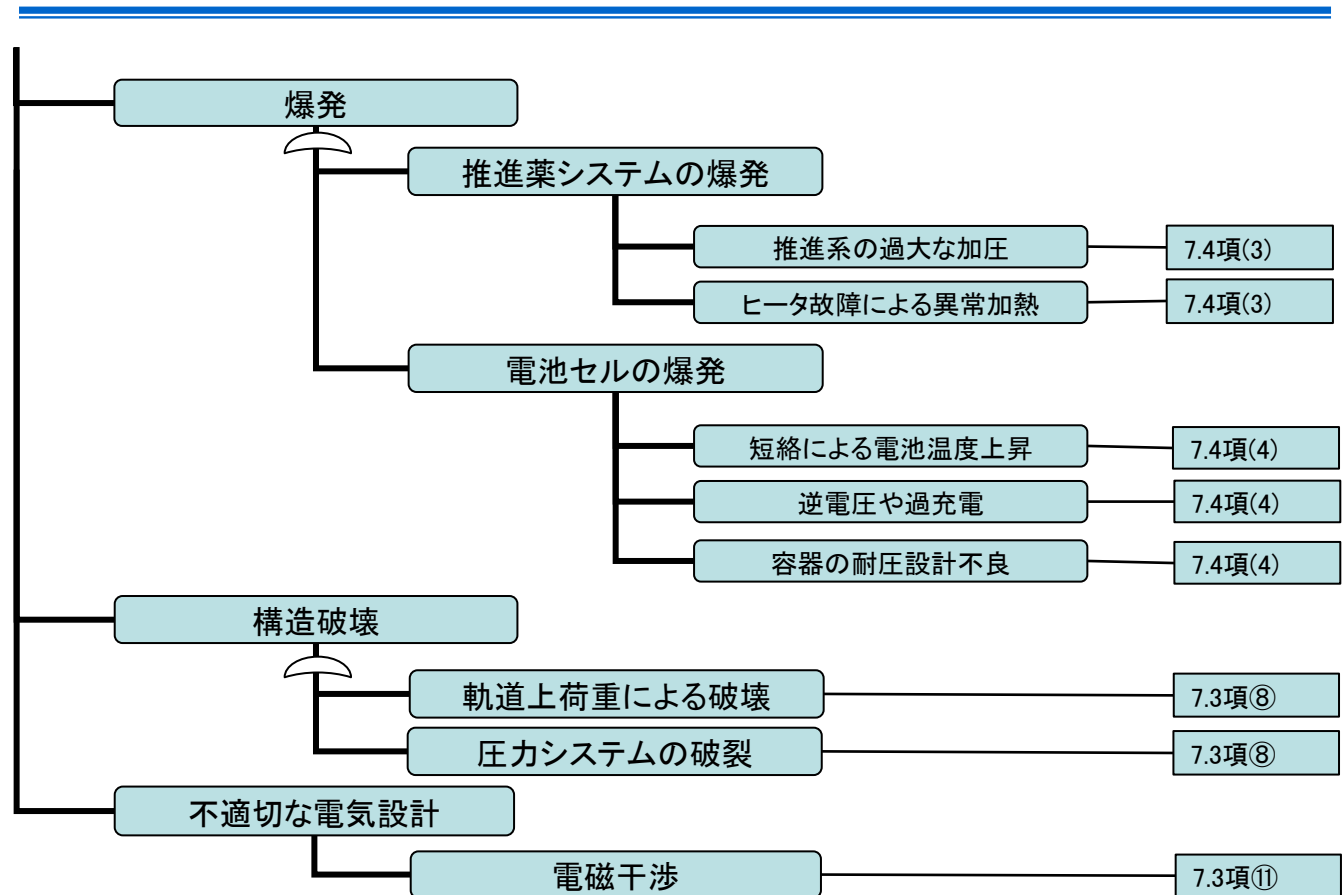 爆発
推進薬システムの爆発
推進系の過大な加圧
7.4項(3)
ヒータ故障による異常加熱
7.4項(3)
電池セルの爆発
短絡による電池温度上昇
7.4項(4)
逆電圧や過充電
7.4項(4)
容器の耐圧設計不良
7.4項(4)
構造破壊
軌道上荷重による破壊
7.3項⑧
圧力システムの破裂
7.3項⑧
不適切な電気設計
電磁干渉
7.3項⑪